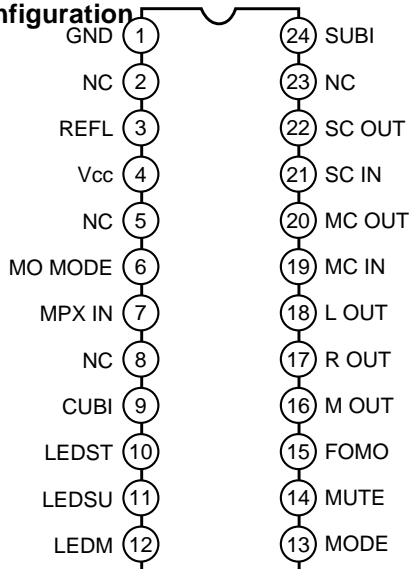 nfiguration
GND 1 24 SUBI
NC 2 23 NC
REFL 3 22 SC OUT
Vcc 4 21 SC IN
NC 5 20 MC OUT
MO MODE 6 19 MC IN
MPX IN 7 18 L OUT
NC 8 17 R OUT
CUBI 9 16 M OUT
LEDST 10 15 FOMO
LEDSU 11 14 MUTE
LEDM 12 13 MODE